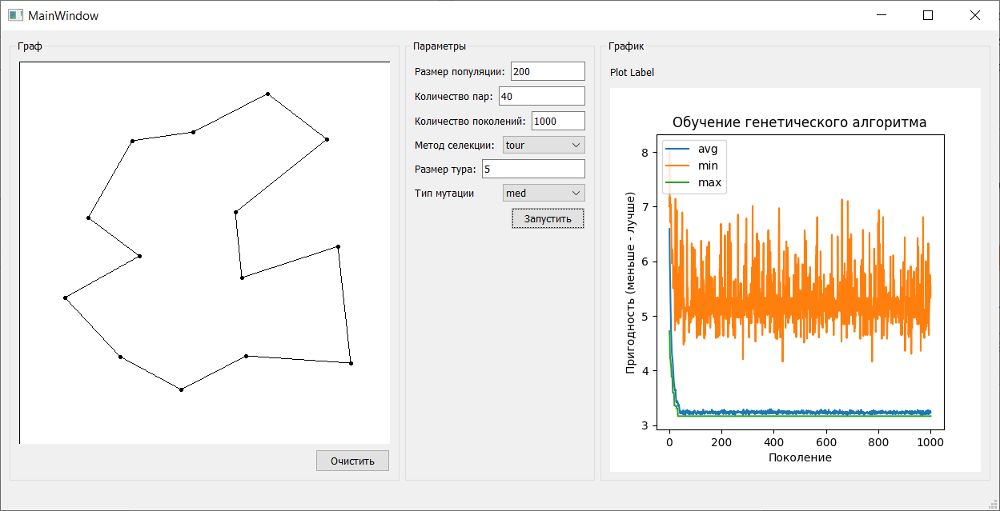 MainWindow
Граф
Очистить
Параметры
Размер популяции: 200
Количество пар: 40
Количество поколений: 1000
Метод селекции: tour
Размер тура: 5
Тип мутации med
Запустить
График
Plot Label
Обучение генетического алгоритма
avg
min
max
Пригодность (меньше - лучше)
8
7
6
5
4
3
0 200 400 600 800 1000
Поколение